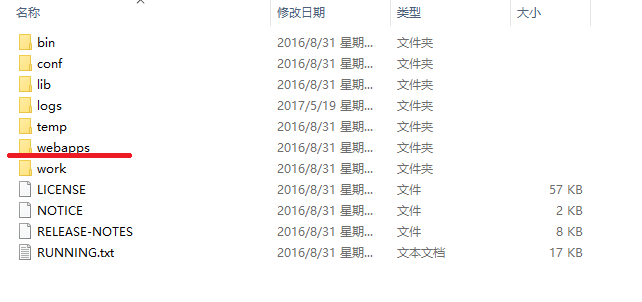 名称 修改日期 类型 大小
bin 2016/8/31 星期... 文件夹
conf 2016/8/31 星期... 文件夹
lib 2016/8/31 星期... 文件夹
logs 2017/5/19 星期... 文件夹
temp 2016/8/31 星期... 文件夹
webapps 2016/8/31 星期... 文件夹
work 2016/8/31 星期... 文件夹
LICENSE 2016/8/31 星期... 文件 57 KB
NOTICE 2016/8/31 星期... 文件 2 KB
RELEASE-NOTES 2016/8/31 星期... 文件 8 KB
RUNNING.txt 2016/8/31 星期... 文本文档 17 KB